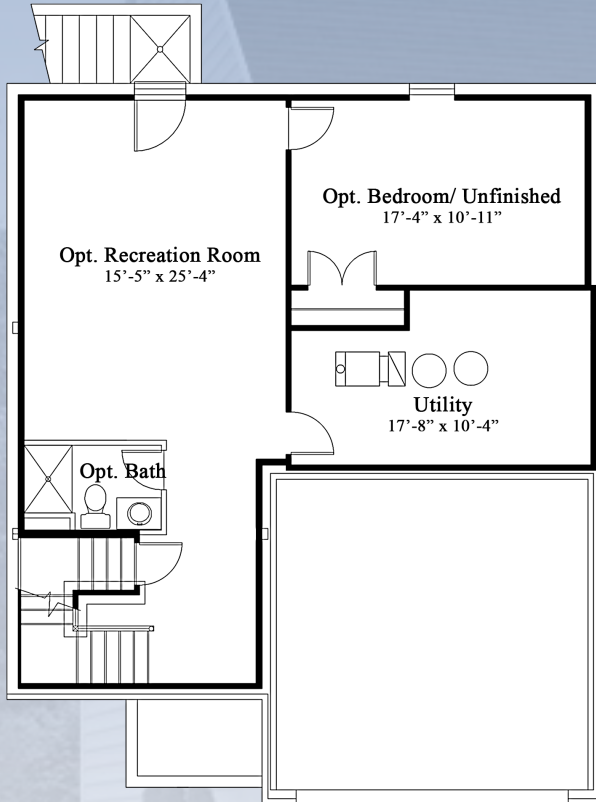 Opt. Bedroom/ Unfinished
17’-4” x 10’-11”
Opt. Recreation Room
15’-5” x 25’-4”
Utility
17’-8” x 10’-4”
Opt. Bath